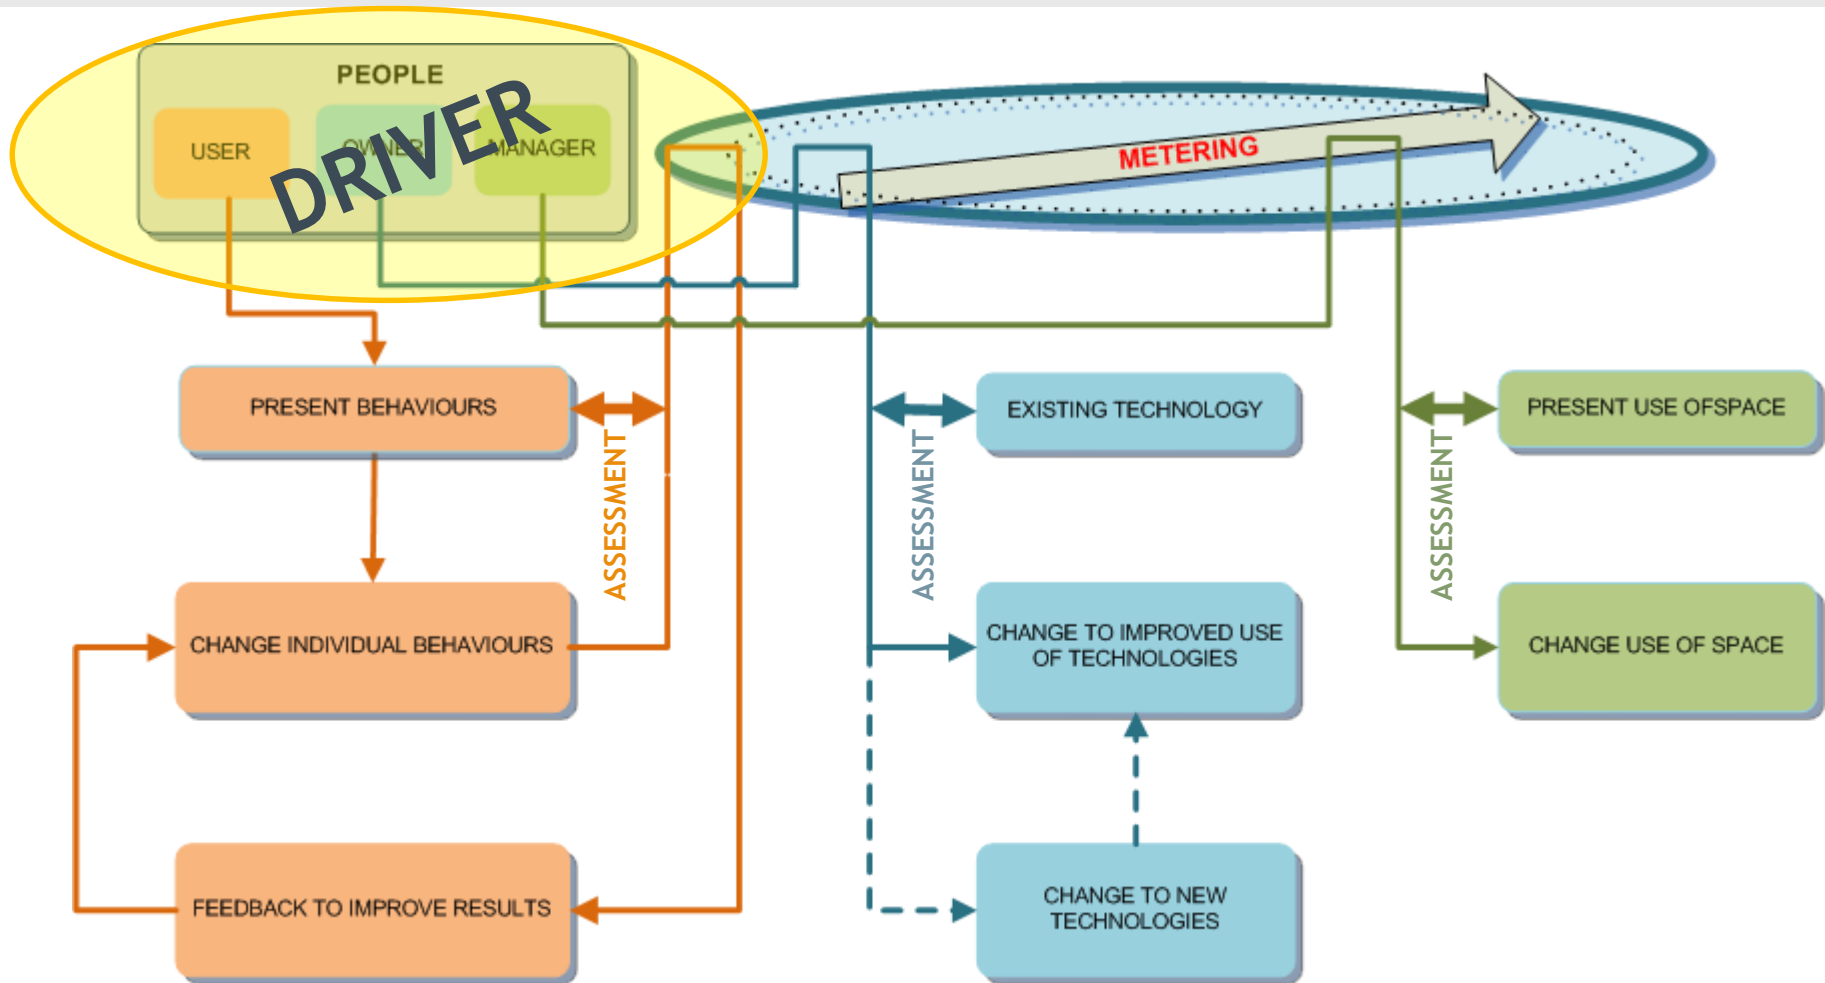 PEOPLE
USER
OWNER
MANAGER
DRIVER
METERING
PRESENT BEHAVIOURS
EXISTING TECHNOLOGY
PRESENT USE OFSPACE
ASSESSMENT
ASSESSMENT
ASSESSMENT
CHANGE INDIVIDUAL BEHAVIOURS
CHANGE TO IMPROVED USE
OF TECHNOLOGIES
CHANGE USE OF SPACE
FEEDBACK TO IMPROVE RESULTS
CHANGE TO NEW
TECHNOLOGIES